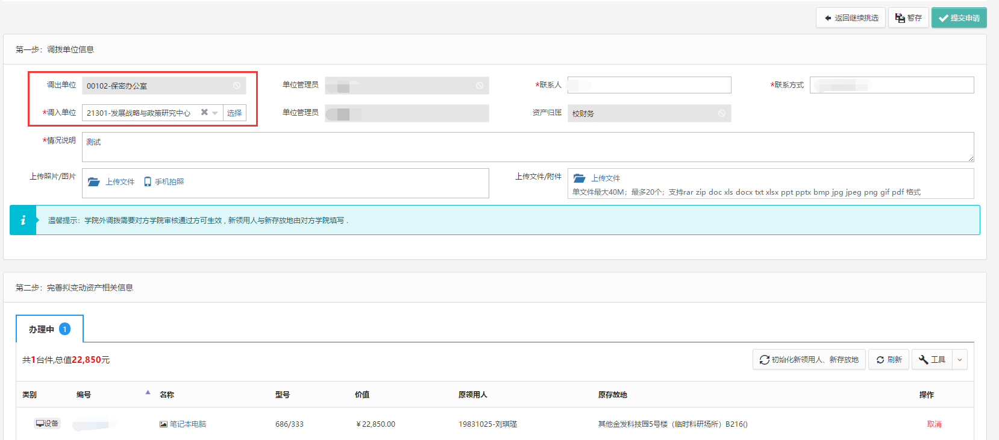 返回继续挑选 暂存 提交申请
第一步：调拨单位信息
调出单位 00102-保密办公室 单位管理员 *联系人 *联系方式
*调入单位 21301-发展战略与政策研究中心 选择 单位管理员 资产归属 校财务
*情况说明 测试
上传照片/图片 上传文件 手机拍照 上传文件/附件 上传文件
单文件最大40M；最多20个；支持rar zip doc xls docx txt xlsx ppt pptx bmp jpg jpeg png gif pdf 格式
温馨提示：学院外调拨需要对方学院审核通过方可生效，新领用人与新存放地由对方学院填写．
第二步：完善拟变动资产相关信息
办理中 1
共1台件,总值22,850元 初始化新领用人、新存放地 刷新 工具
类别 编号 名称 型号 价值 原领用人 原存放地 操作
设备 笔记本电脑 686/333 ￥22,850.00 19831025-刘琪瑾 其他金发科技园5号楼（临时科研场所）B216() 取消